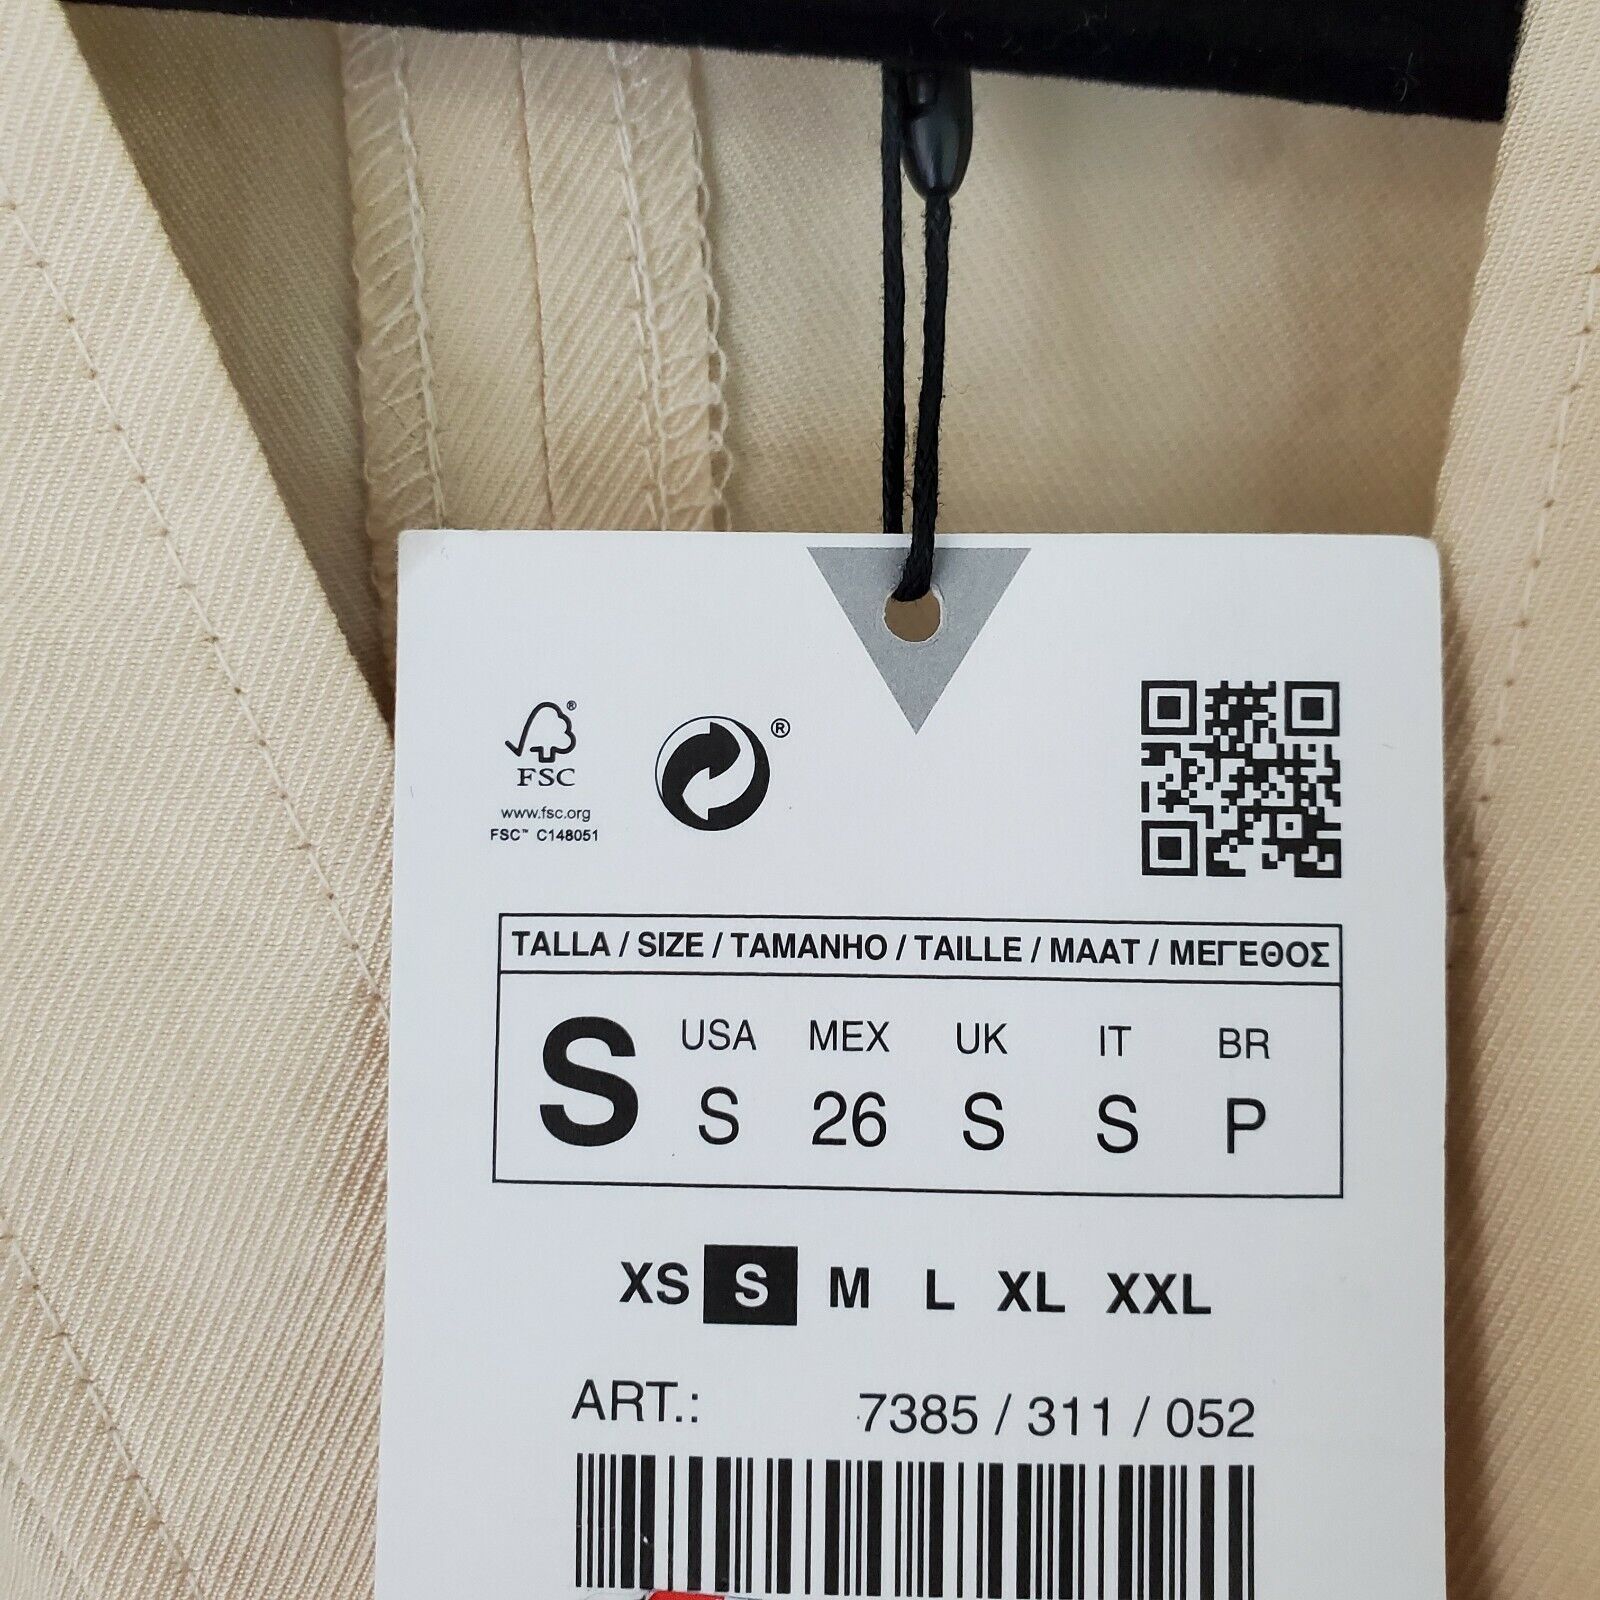 ®
FSC
www.fsc.org
FSC™ C148051
®
TALLA / SIZE / TAMANHO / TAILLE / MAAT / ΜΕΓΕΘΟΣ
S USA MEX UK IT BR
S 26 S S P
XS S M L XL XXL
ART.: 7385 / 311 / 052